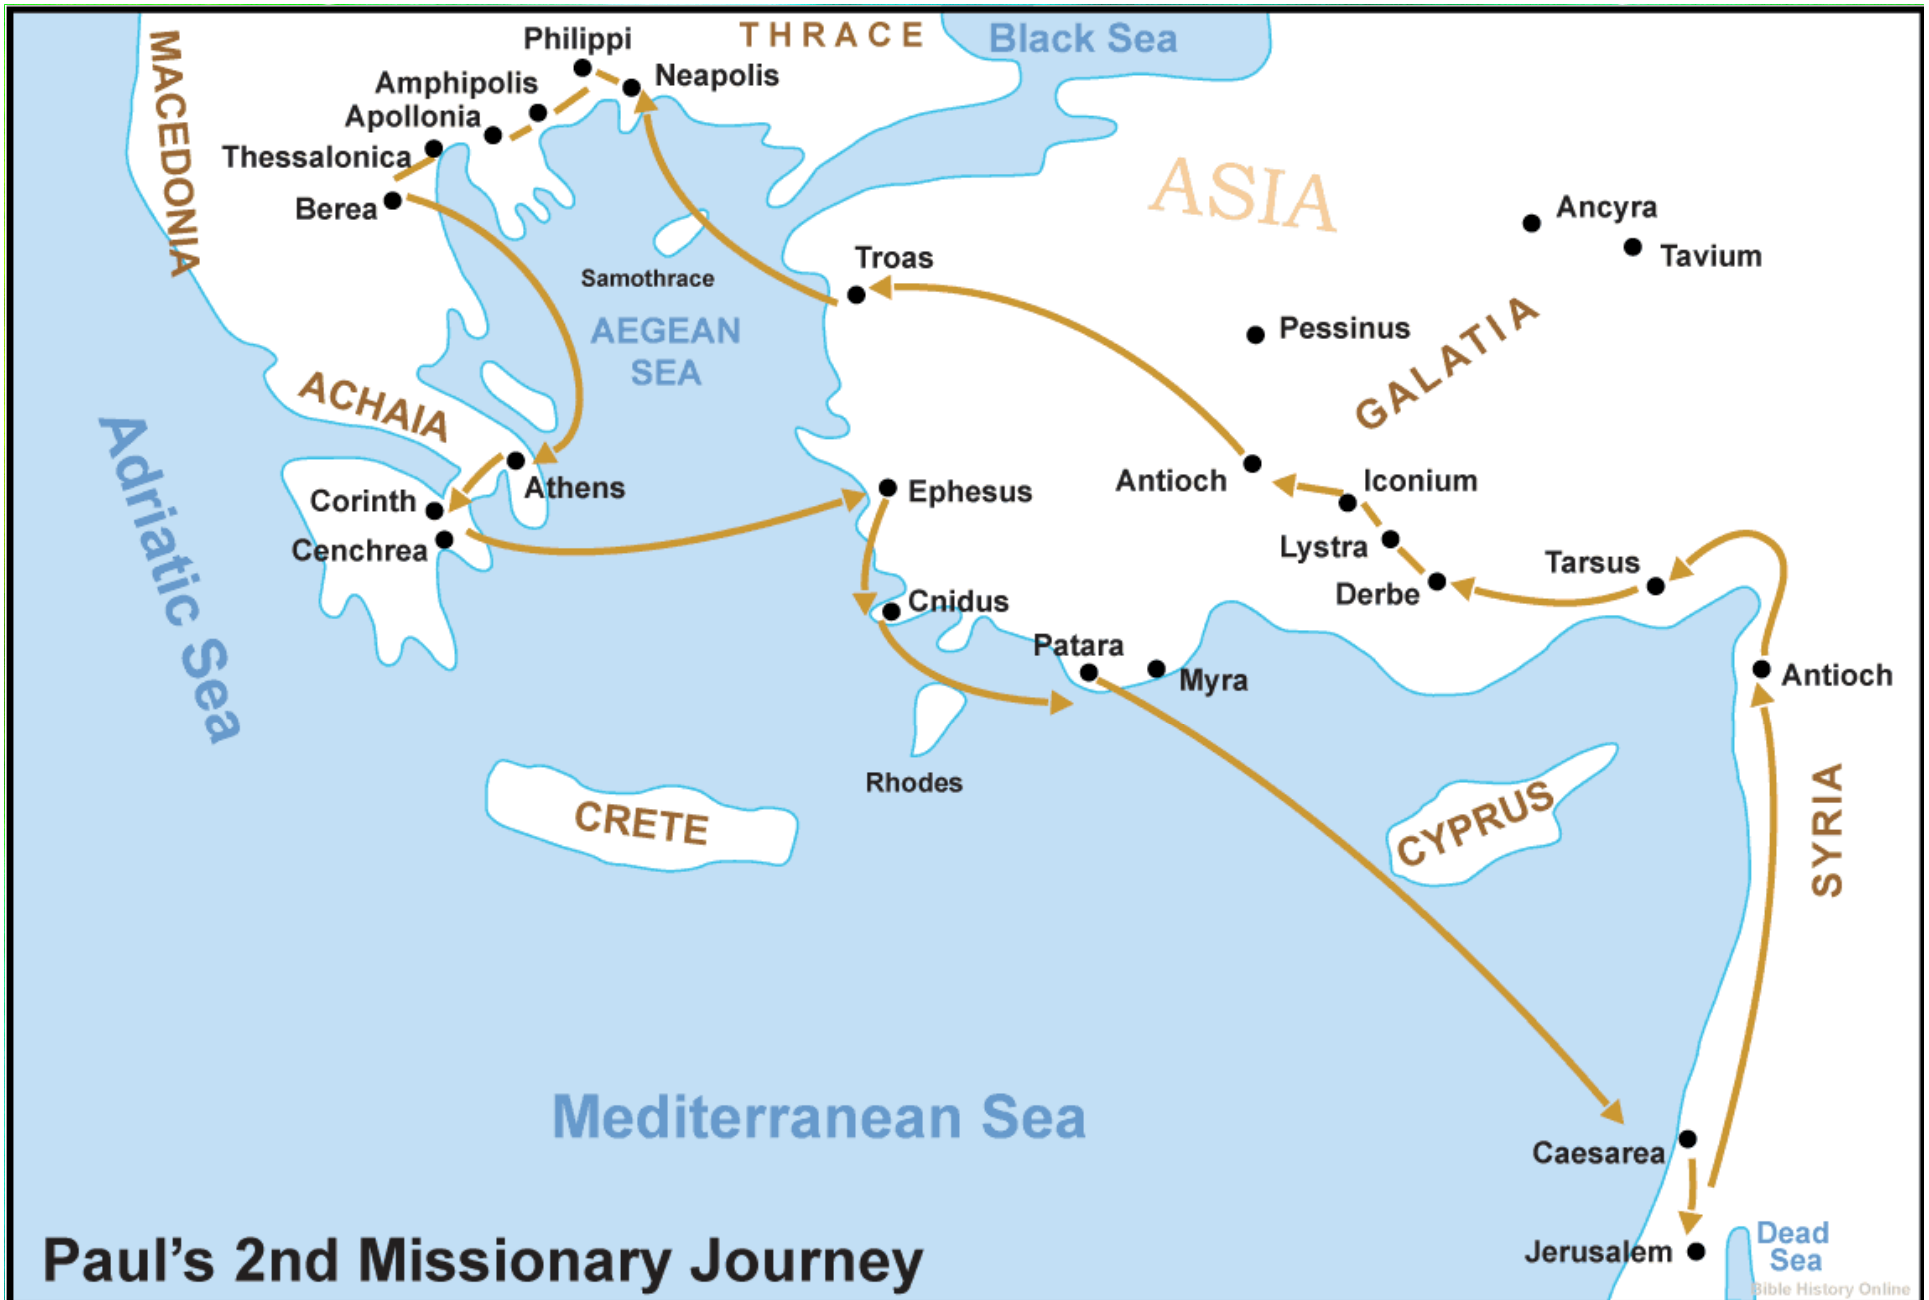 Philippi
THRACE
Black Sea
MACEDONIA
Amphipolis
Neapolis
Apollonia
Thessalonica
Berea
ASIA
Ancyra
Tavium
Troas
Samothrace
AEGEAN
SEA
Pessinus
GALATIA
ACHAIA
Adriatic Sea
Antioch
Iconium
Athens
Ephesus
Corinth
Cenchrea
Lystra
Tarsus
Derbe
Cnidus
Patara
Myra
Antioch
Rhodes
CRETE
CYPRUS
SYRIA
Mediterranean Sea
Caesarea
Jerusalem
Dead
Sea
Paul’s 2nd Missionary Journey
Bible History Online